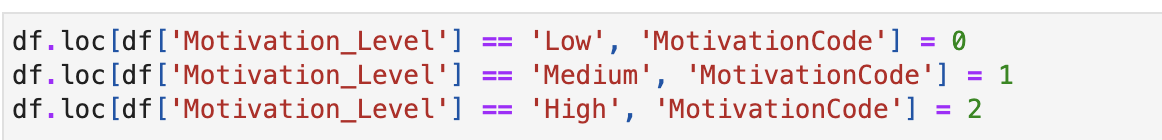 df.loc[df['Motivation_Level'] == 'Low', 'MotivationCode'] = 0
df.loc[df['Motivation_Level'] == 'Medium', 'MotivationCode'] = 1
df.loc[df['Motivation_Level'] == 'High', 'MotivationCode'] = 2